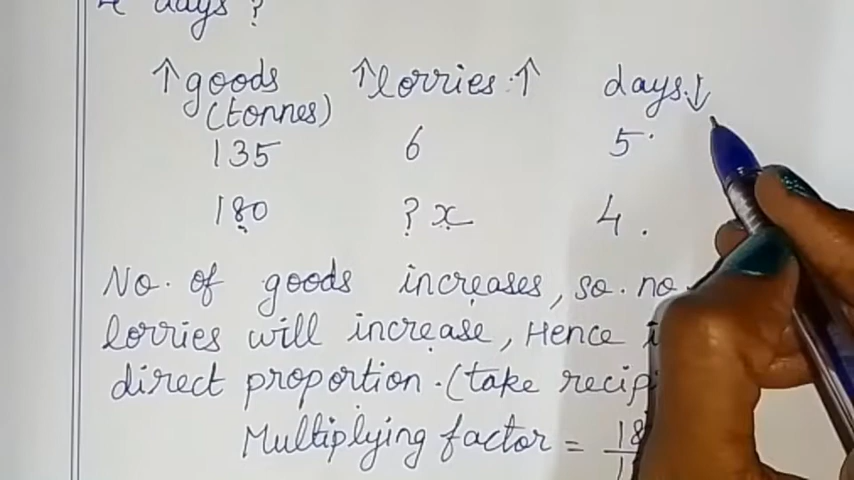 days ?
↑goods ↑lorries ↑ days.↓
(tonnes)
135 6 5
180 ? x 4
No. of goods increases, so. no
lorries will increase, Hence
direct proportion. (take
Multiplying factor =